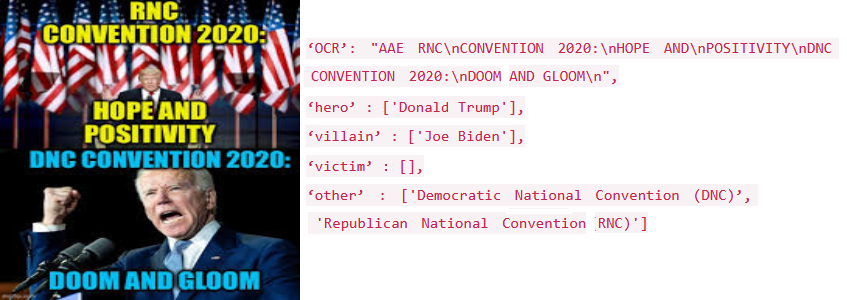 RNC
CONVENTION 2020:
HOPE AND
POSITIVITY
DNC CONVENTION 2020:
DOOM AND GLOOM
imgflip.com
‘OCR’: "AAE RNC\nCONVENTION 2020:\nHOPE AND\nPOSITIVITY\nDNC
CONVENTION 2020:\nDOOM AND GLOOM\n",
‘hero’ : ['Donald Trump'],
‘villain’ : ['Joe Biden'],
‘victim’ : [],
‘other’ : ['Democratic National Convention (DNC)’,
'Republican National Convention RNC)']